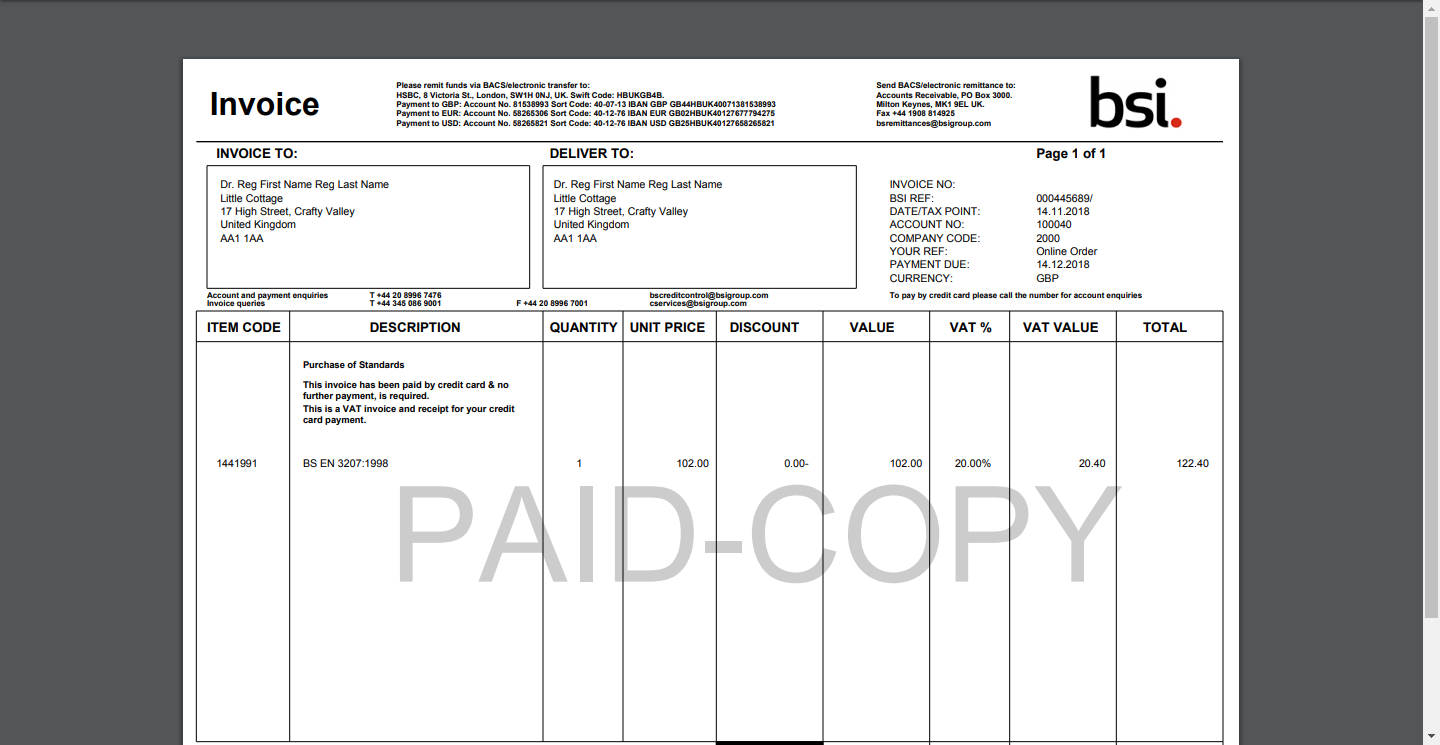 Invoice
Please remit funds via BACS/electronic transfer to:
HSBC, 8 Victoria St., London, SW1H 0NJ, UK. Swift Code: HBUKGB4B.
Payment to GBP: Account No. 81538993 Sort Code: 40-07-13 IBAN GBP GB44HBUK40071381538993
Payment to EUR: Account No. 58265306 Sort Code: 40-12-76 IBAN EUR GB02HBUK40127677794275
Payment to USD: Account No. 58265821 Sort Code: 40-12-76 IBAN USD GB25HBUK40127658265821
Send BACS/electronic remittance to:
Accounts Receivable, PO Box 3000.
Milton Keynes, MK1 9EL UK.
Fax +44 1908 814925
bsremittances@bsigroup.com
bsi.
INVOICE TO:
Dr. Reg First Name Reg Last Name
Little Cottage
17 High Street, Crafty Valley
United Kingdom
AA1 1AA
DELIVER TO:
Dr. Reg First Name Reg Last Name
Little Cottage
17 High Street, Crafty Valley
United Kingdom
AA1 1AA
Page 1 of 1
INVOICE NO:
BSI REF: 000445689/
DATE/TAX POINT: 14.11.2018
ACCOUNT NO: 100040
COMPANY CODE: 2000
YOUR REF: Online Order
PAYMENT DUE: 14.12.2018
CURRENCY: GBP
Account and payment enquiries T +44 20 8996 7476 bscreditcontrol@bsigroup.com
Invoice queries T +44 345 086 9001 F +44 20 8996 7001 cservices@bsigroup.com
To pay by credit card please call the number for account enquiries
ITEM CODE DESCRIPTION QUANTITY UNIT PRICE DISCOUNT VALUE VAT % VAT VALUE TOTAL
Purchase of Standards
This invoice has been paid by credit card & no
further payment, is required.
This is a VAT invoice and receipt for your credit
card payment.
1441991 BS EN 3207:1998 1 102.00 0.00- 102.00 20.00% 20.40 122.40
PAID-COPY